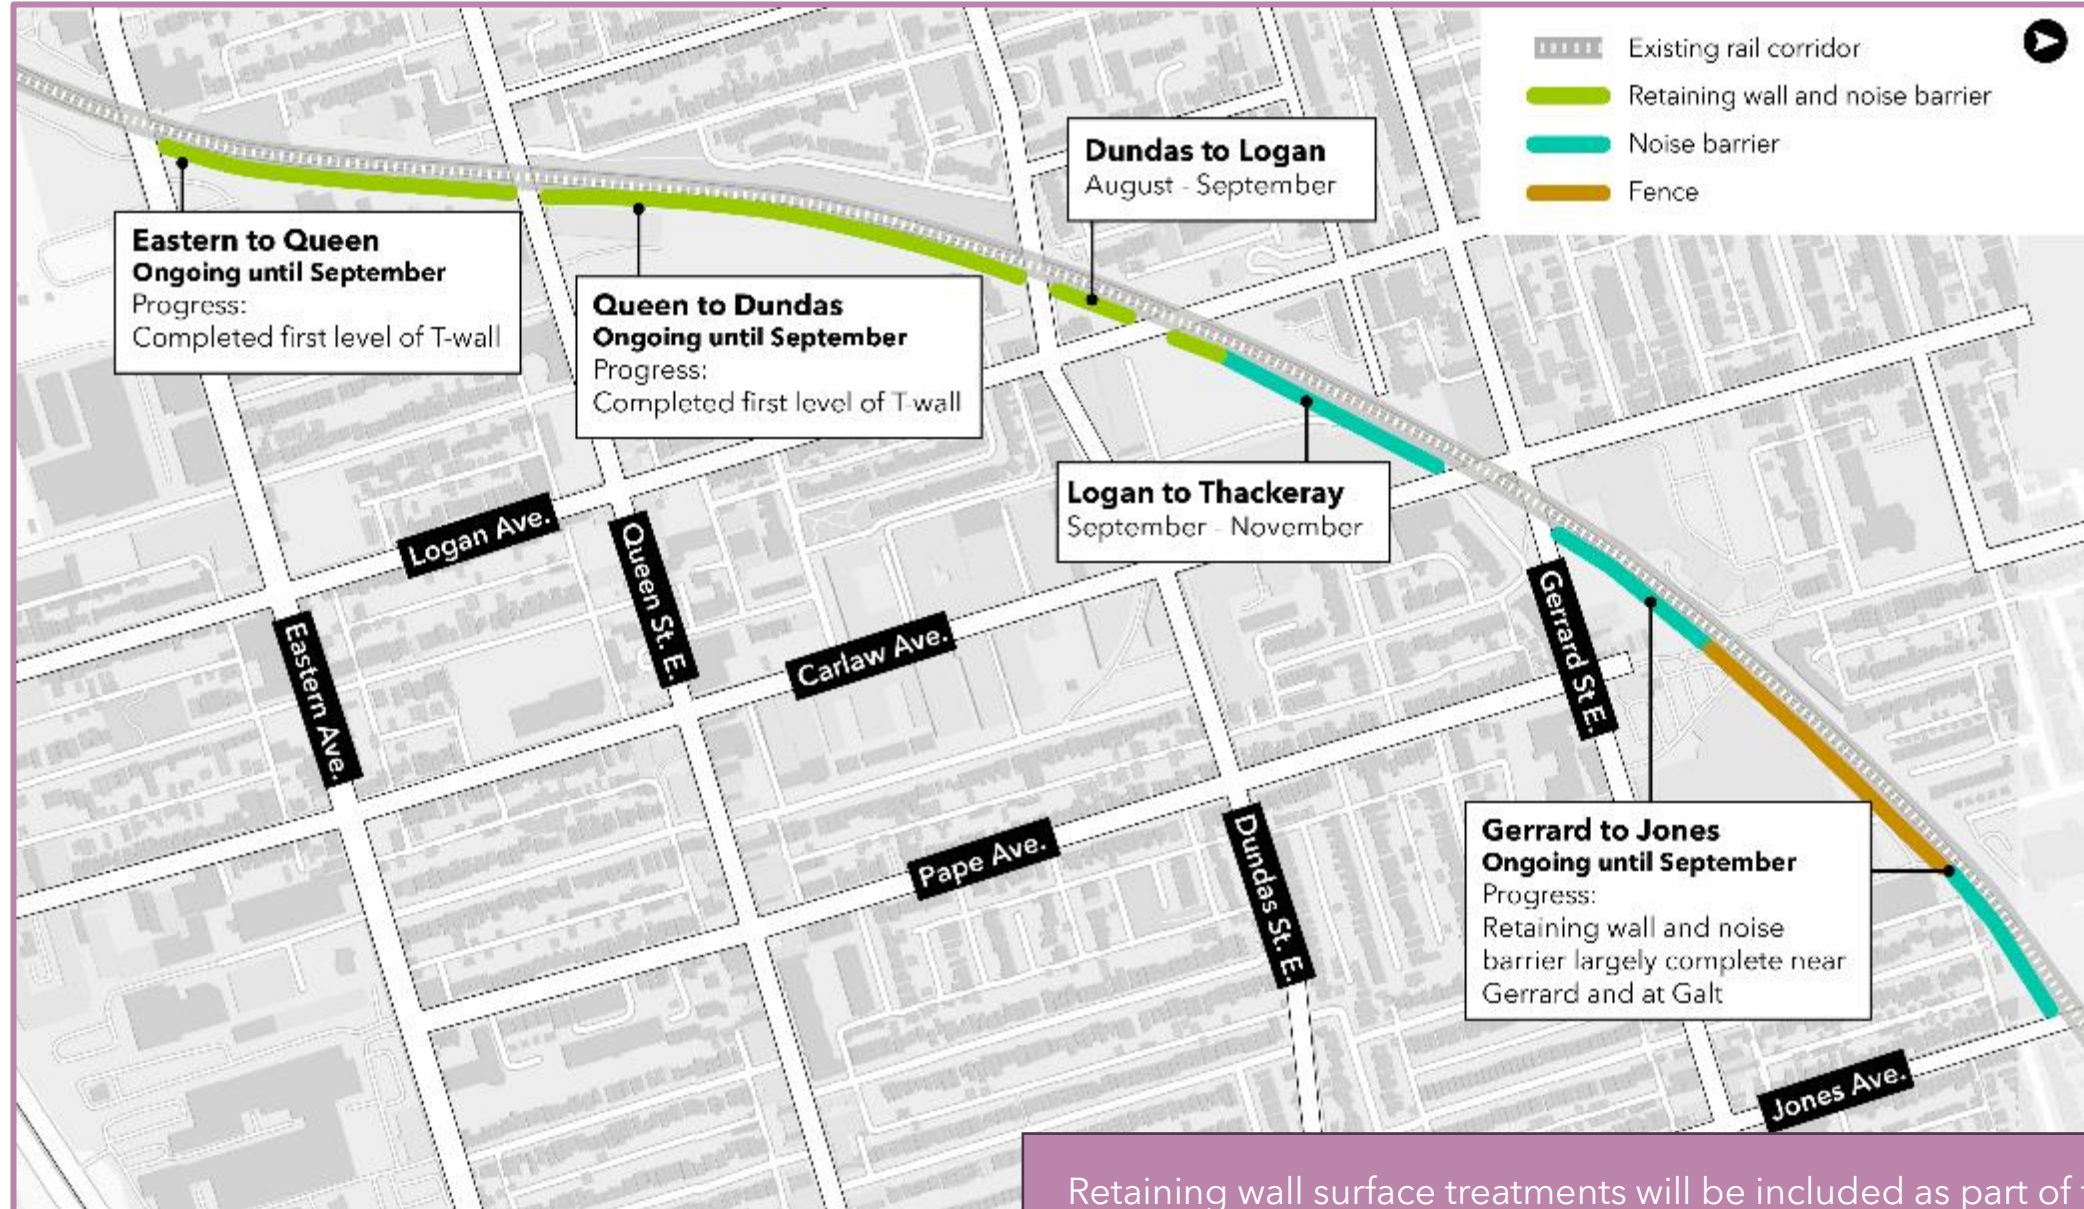 Existing rail corridor
Retaining wall and noise barrier
Noise barrier
Fence
Dundas to Logan
August - September
Eastern to Queen
Ongoing until September
Progress:
Completed first level of T-wall
Queen to Dundas
Ongoing until September
Progress:
Completed first level of T-wall
Logan to Thackeray
September - November
Logan Ave.
Queen St. E.
Eastern Ave.
Carlaw Ave.
Gerrard St E.
Pape Ave.
Dundas St. E.
Gerrard to Jones
Ongoing until September
Progress:
Retaining wall and noise
barrier largely complete near
Gerrard and at Galt
Jones Ave.
Retaining wall surface treatments will be included as part of